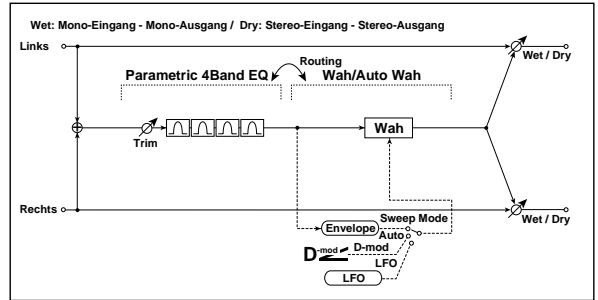 Wet: Mono-Eingang - Mono-Ausgang / Dry: Stereo-Eingang - Stereo-Ausgang
Links
Wet / Dry
Routing
Parametric 4Band EQ
Wah/Auto Wah
Trim
Wah
Rechts
Wet / Dry
Sweep Mode
Envelope
Auto
D-mod
D-mod
LFO
LFO